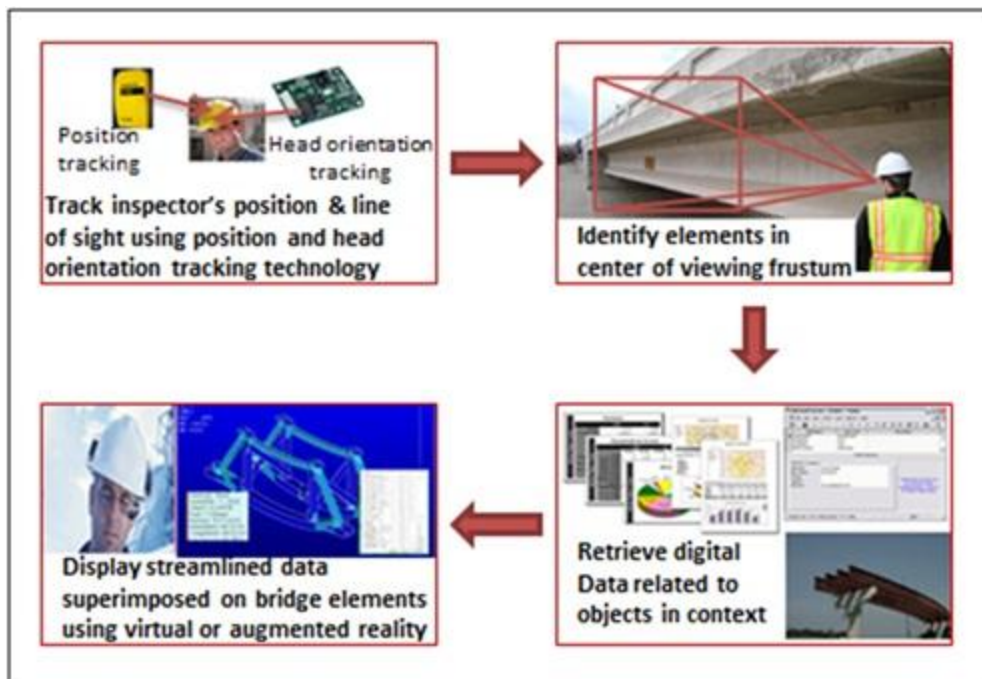 Position
tracking
Head orientation
tracking
Track inspector's position & line
of sight using position and head
orientation tracking technology
Identify elements in
center of viewing frustum
Retrieve digital
Data related to
objects in context
Display streamlined data
superimposed on bridge elements
using virtual or augmented reality